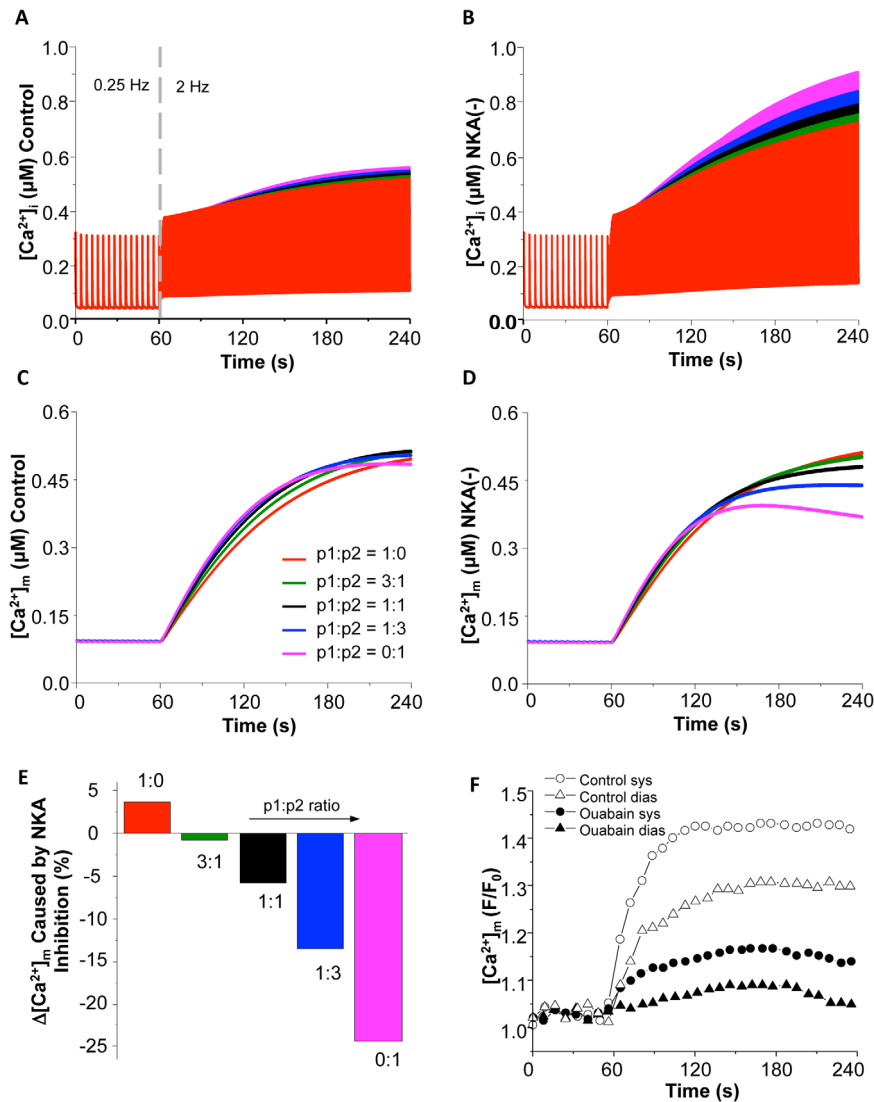 A
[Ca²⁺]ᵢ (µM) Control
1.0
0.8
0.6
0.4
0.2
0.0
0.25 Hz
2 Hz
0 60 120 180 240
Time (s)
B
[Ca²⁺]ᵢ (µM) NKA(-)
1.0
0.8
0.6
0.4
0.2
0.0
0 60 120 180 240
Time (s)
C
[Ca²⁺]ₘ (µM) Control
0.6
0.45
0.3
0.15
0.0
p1:p2 = 1:0
p1:p2 = 3:1
p1:p2 = 1:1
p1:p2 = 1:3
p1:p2 = 0:1
0 60 120 180 240
Time (s)
D
[Ca²⁺]ₘ (µM) NKA(-)
0.6
0.45
0.3
0.15
0.0
0 60 120 180 240
Time (s)
E
Δ[Ca²⁺]ₘ Caused by NKA
Inhibition (%)
5
0
-5
-10
-15
-20
-25
1:0
p1:p2 ratio
3:1
1:1
1:3
0:1
F
Control sys
Control dias
Ouabain sys
Ouabain dias
[Ca²⁺]ₘ (F/F₀)
1.5
1.4
1.3
1.2
1.1
1.0
0 60 120 180 240
Time (s)